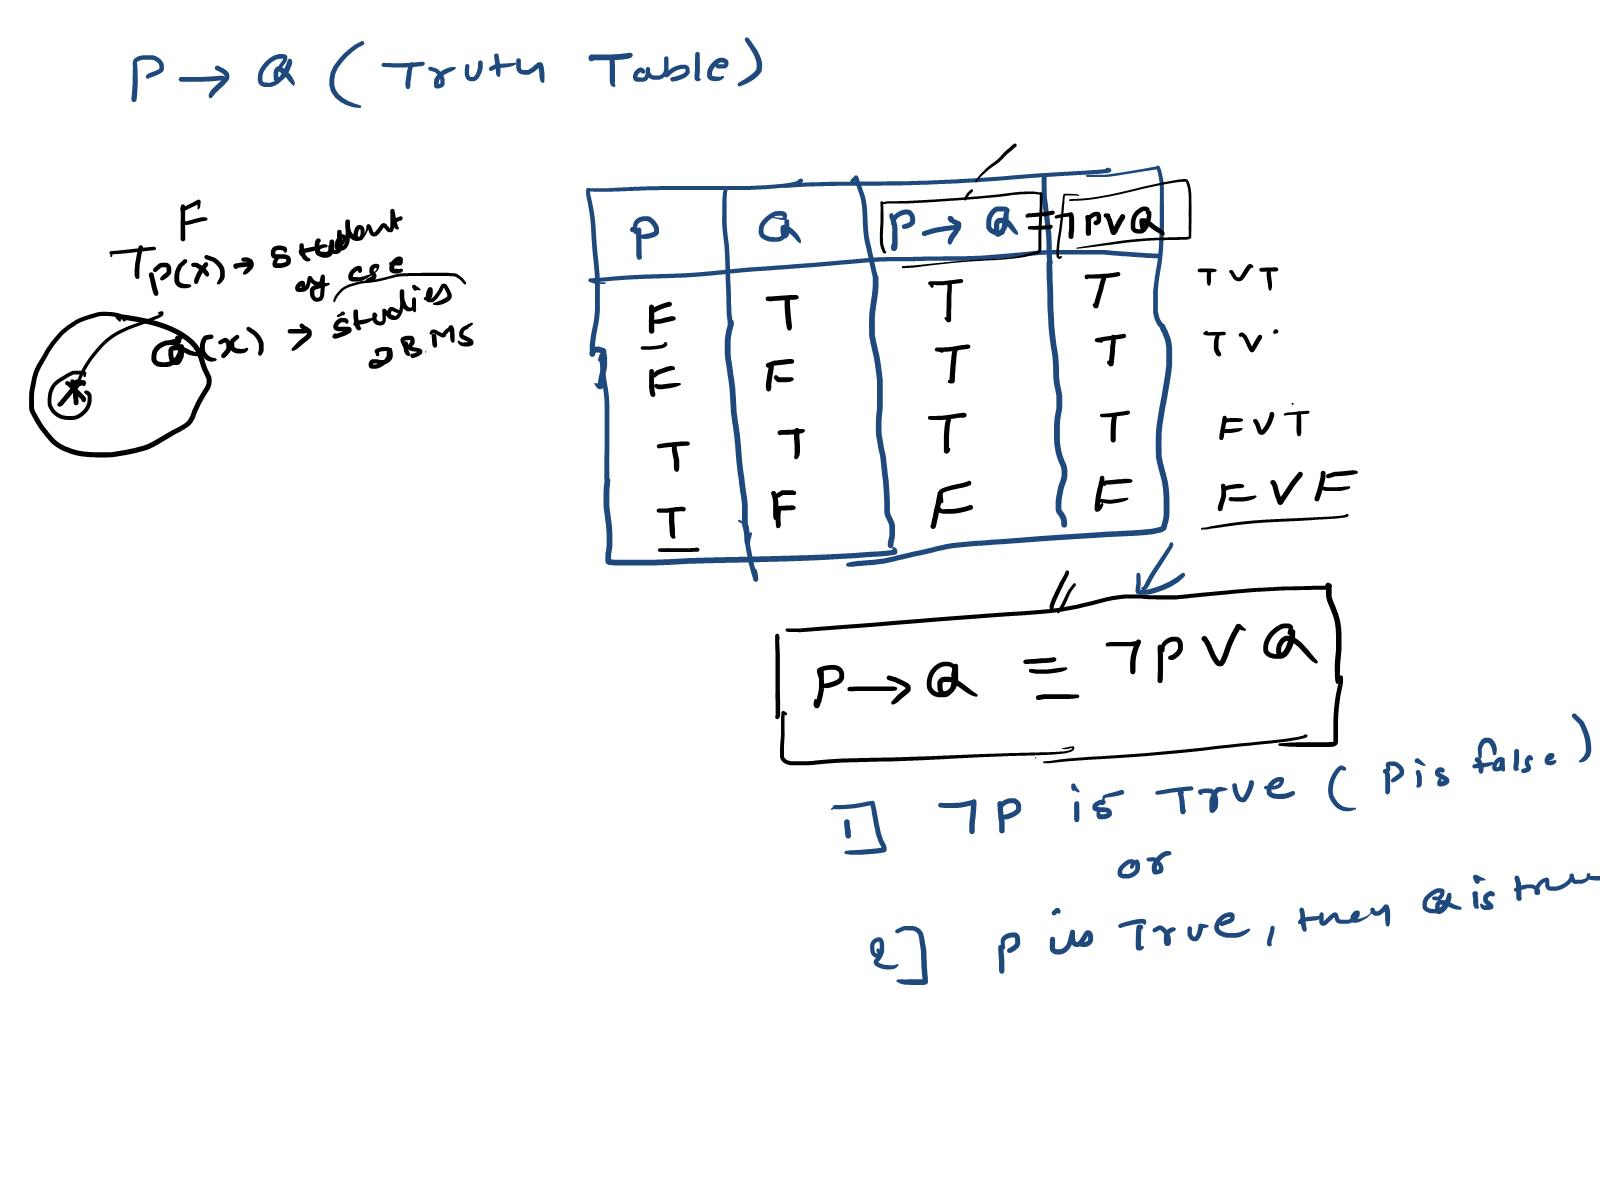 P → Q (Truth Table)
F
T P(x) → student
of cse
Q(x) → studies
DBMS
P Q P → Q = ¬P∨Q
F T T T T∨T
F F T T T∨
T T T T F∨T
T F F F F∨F
P → Q ≡ ¬P ∨ Q
1] ¬P is True (P is false)
or
2] P is True, then Q is true